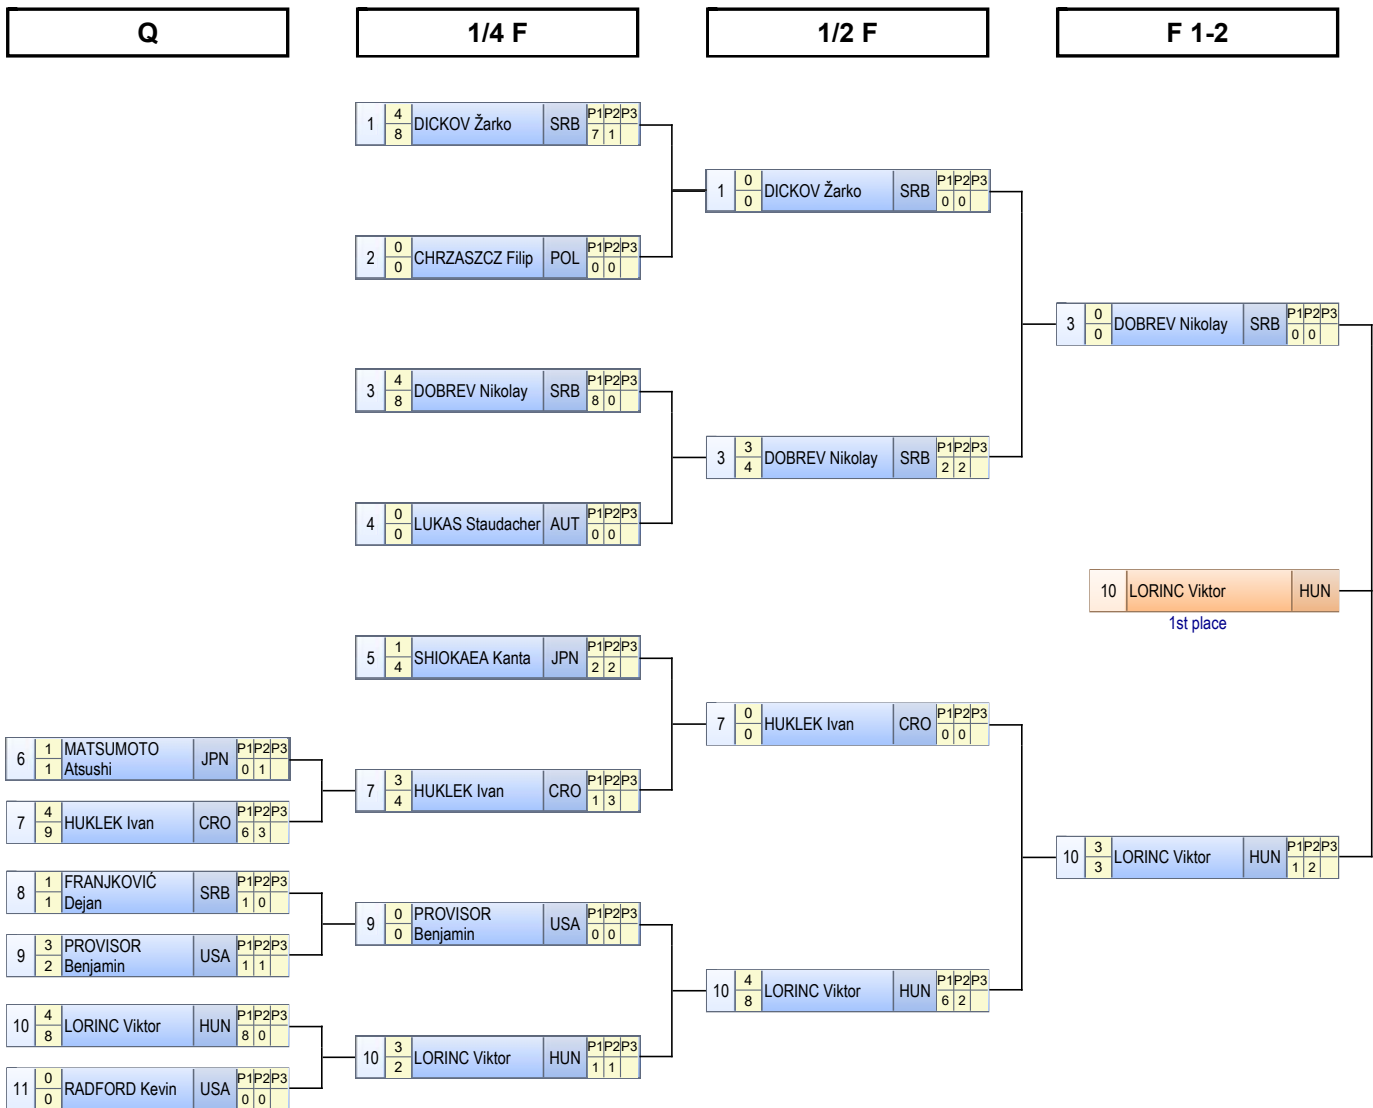 Q 1/4 F 1/2 F F 1-2
1 4 8 DICKOV Žarko SRB P1 P2 P3 7 1
1 0 0 DICKOV Žarko SRB P1 P2 P3 0 0
2 0 0 CHRZASZCZ Filip POL P1 P2 P3 0 0
3 0 0 DOBREV Nikolay SRB P1 P2 P3 0 0
3 4 8 DOBREV Nikolay SRB P1 P2 P3 8 0
3 3 4 DOBREV Nikolay SRB P1 P2 P3 2 2
4 0 0 LUKAS Staudacher AUT P1 P2 P3 0 0
10 LORINC Viktor HUN
1st place
5 1 4 SHIOKAEA Kanta JPN P1 P2 P3 2 2
7 0 0 HUKLEK Ivan CRO P1 P2 P3 0 0
6 1 1 MATSUMOTO
Atsushi JPN P1 P2 P3 0 1
7 3 4 HUKLEK Ivan CRO P1 P2 P3 1 3
7 4 9 HUKLEK Ivan CRO P1 P2 P3 6 3
10 3 3 LORINC Viktor HUN P1 P2 P3 1 2
8 1 1 FRANJKOVIĆ
Dejan SRB P1 P2 P3 1 0
9 0 0 PROVISOR
Benjamin USA P1 P2 P3 0 0
9 3 2 PROVISOR
Benjamin USA P1 P2 P3 1 1
10 4 8 LORINC Viktor HUN P1 P2 P3 6 2
10 4 8 LORINC Viktor HUN P1 P2 P3 8 0
10 3 2 LORINC Viktor HUN P1 P2 P3 1 1
11 0 0 RADFORD Kevin USA P1 P2 P3 0 0